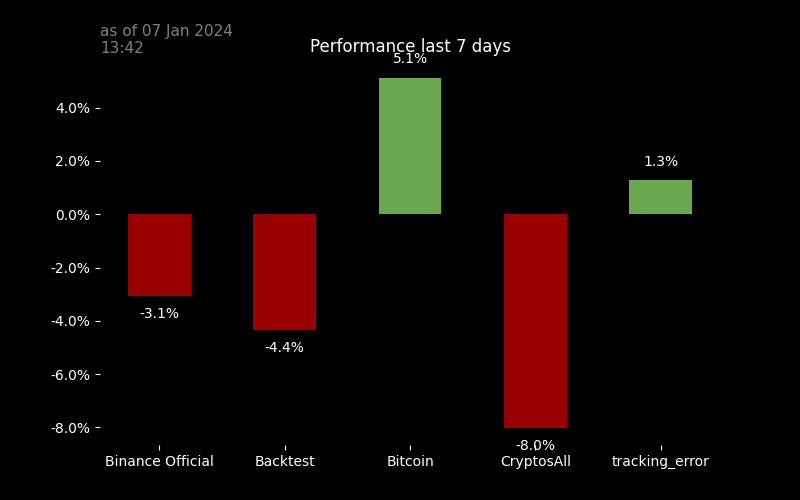 as of 07 Jan 2024
13:42
Performance last 7 days
5.1%
4.0%
2.0%
1.3%
0.0%
-2.0%
-3.1%
-4.0%
-4.4%
-6.0%
-8.0%
-8.0%
Binance Official
Backtest
Bitcoin
CryptosAll
tracking_error